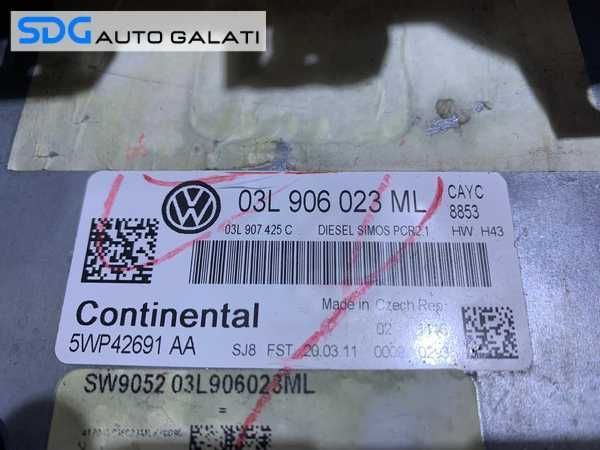 SDG AUTO GALATI
03L 906 023 ML CAYC
8853
03L 907 425 C DIESEL SIMOS PCR2.1 HW H43
Continental
Made in Czech Rep.
02
5WP42691 AA
SJ8 FST 20.03.11
SW9052 03L906023ML
=